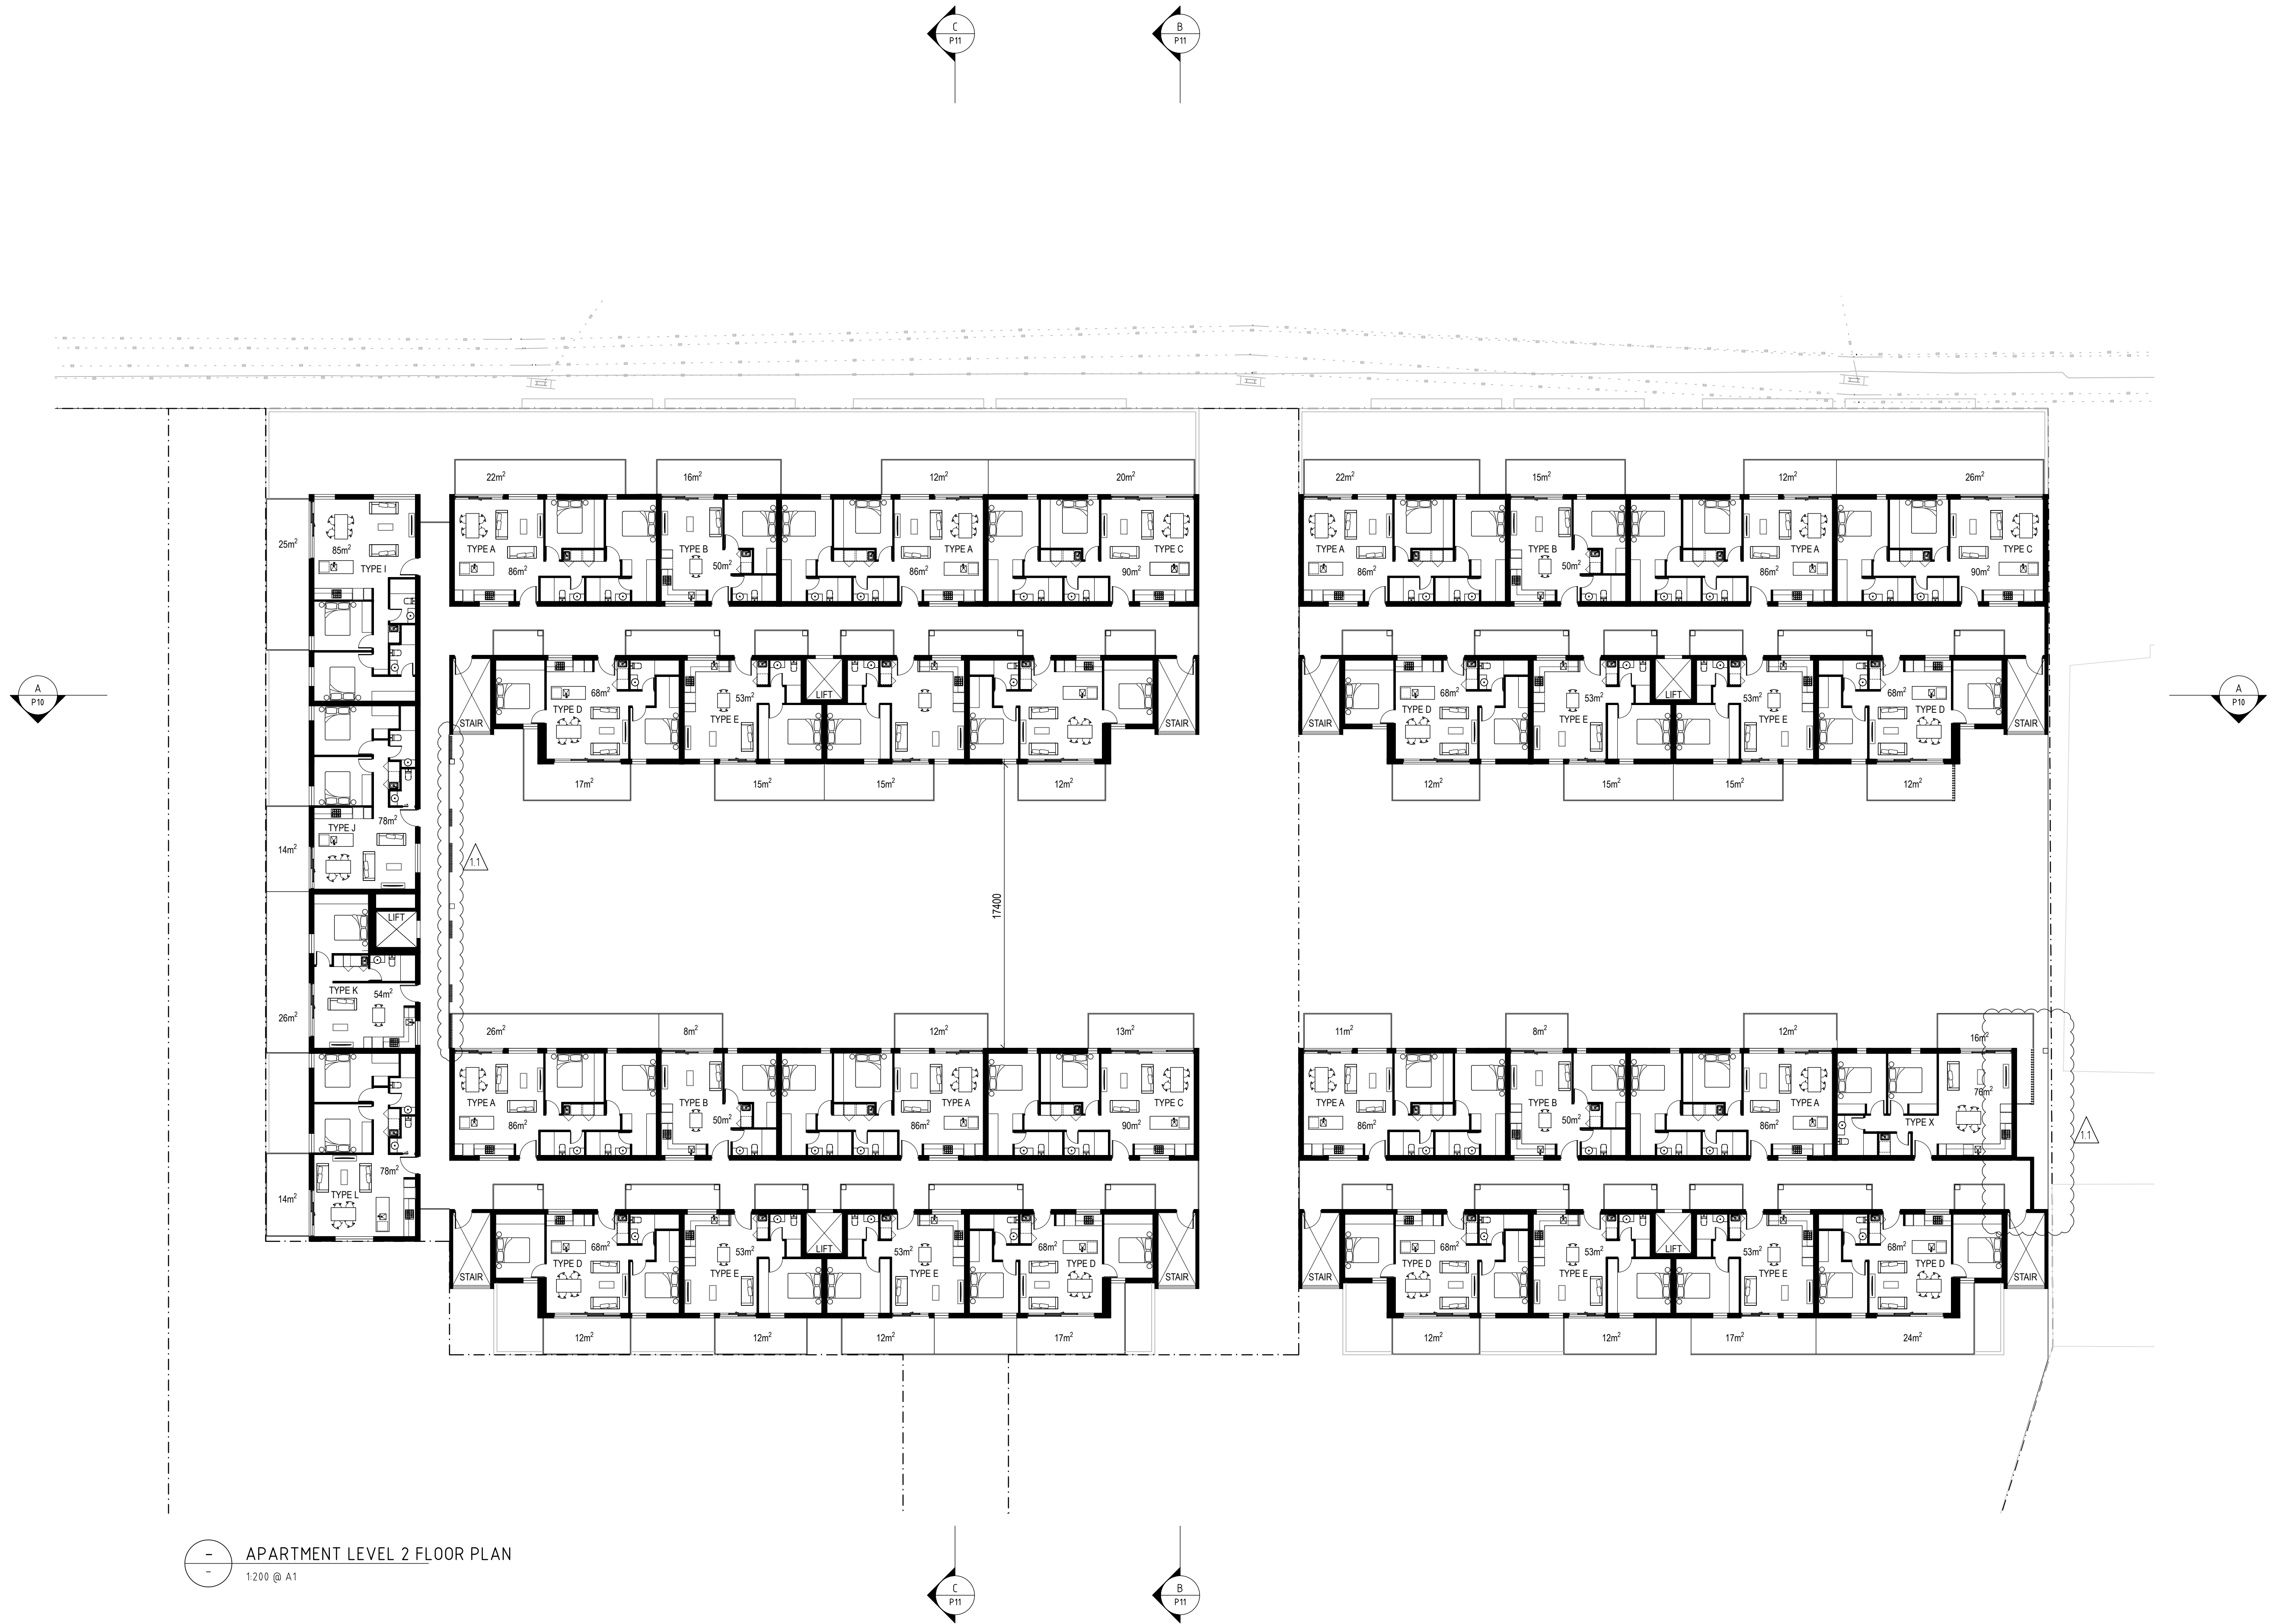 C
P11
B
P11
22m²
16m²
12m²
20m²
22m²
15m²
12m²
26m²
25m²
85m²
TYPE I
TYPE A
86m²
TYPE B
50m²
TYPE A
86m²
TYPE C
90m²
TYPE A
86m²
TYPE B
50m²
TYPE A
86m²
TYPE C
90m²
A
P10
STAIR
TYPE D
68m²
TYPE E
53m²
LIFT
STAIR
STAIR
TYPE D
68m²
TYPE E
53m²
LIFT
TYPE E
53m²
TYPE D
68m²
STAIR
A
P10
17m²
15m²
15m²
12m²
12m²
15m²
15m²
12m²
14m²
TYPE J
78m²
1.1
17400
LIFT
26m²
TYPE K
54m²
26m²
8m²
12m²
13m²
11m²
8m²
12m²
16m²
TYPE A
86m²
TYPE B
50m²
TYPE A
86m²
TYPE C
90m²
TYPE A
86m²
TYPE B
50m²
TYPE A
86m²
TYPE X
76m²
1.1
14m²
TYPE L
78m²
STAIR
TYPE D
68m²
TYPE E
53m²
LIFT
TYPE E
53m²
TYPE D
68m²
STAIR
STAIR
TYPE D
68m²
TYPE E
53m²
LIFT
TYPE E
53m²
TYPE D
68m²
STAIR
12m²
12m²
12m²
17m²
12m²
12m²
17m²
24m²
APARTMENT LEVEL 2 FLOOR PLAN
1:200 @ A1
C
P11
B
P11